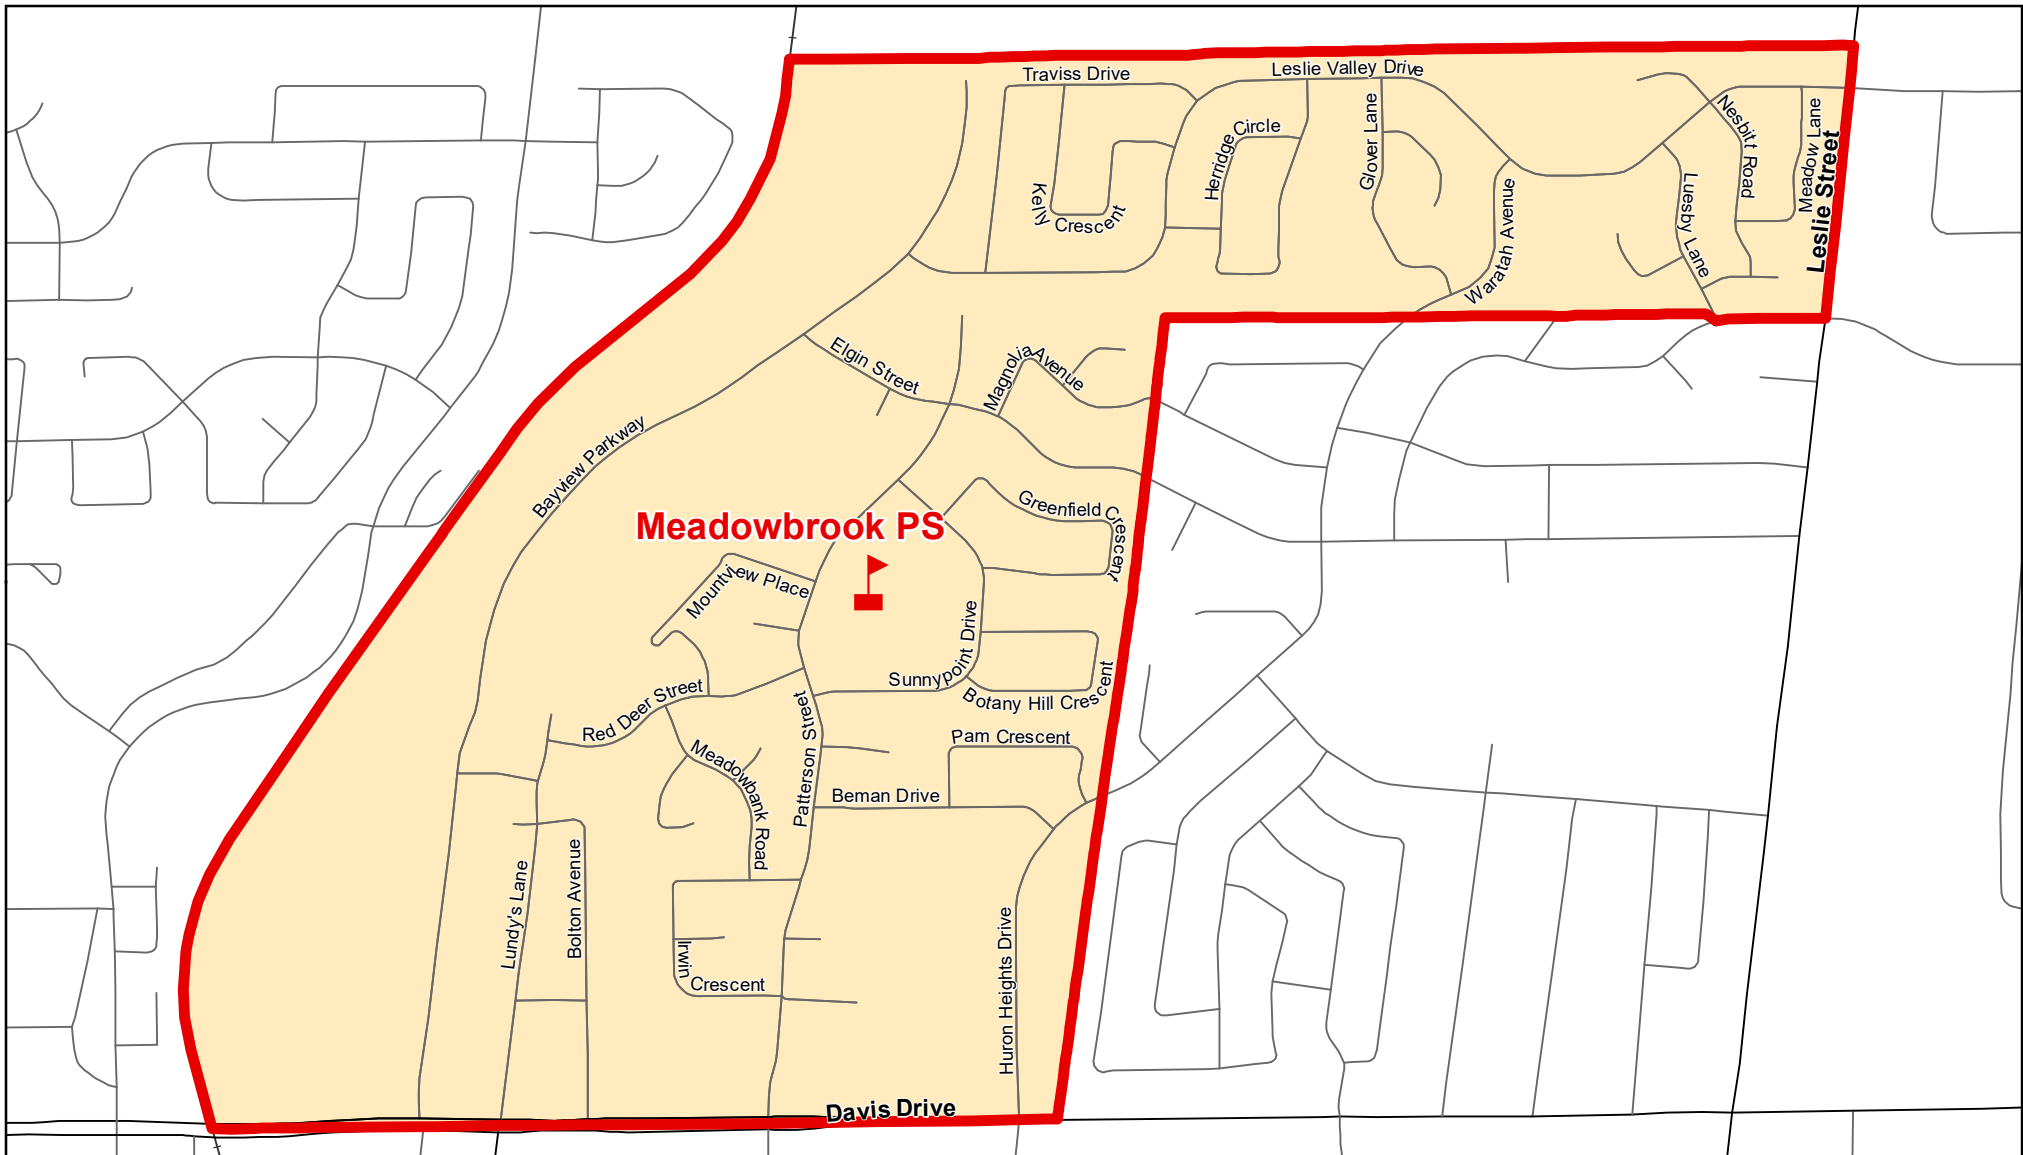 Traviss Drive
Leslie Valley Drive
Nesbitt Road
Meadow Lane
Leslie Street
Glover Lane
Herridge Circle
Kelly Crescent
Waratah Avenue
Luesby Lane
Elgin Street
Magnolia Avenue
Bayview Parkway
Greenfield Crescent
Meadowbrook PS
Mountview Place
Sunnypoint Drive
Botany Hill Crescent
Red Deer Street
Patterson Street
Pam Crescent
Meadowbank Road
Beman Drive
Lundy's Lane
Bolton Avenue
Irwin Crescent
Huron Heights Drive
Davis Drive